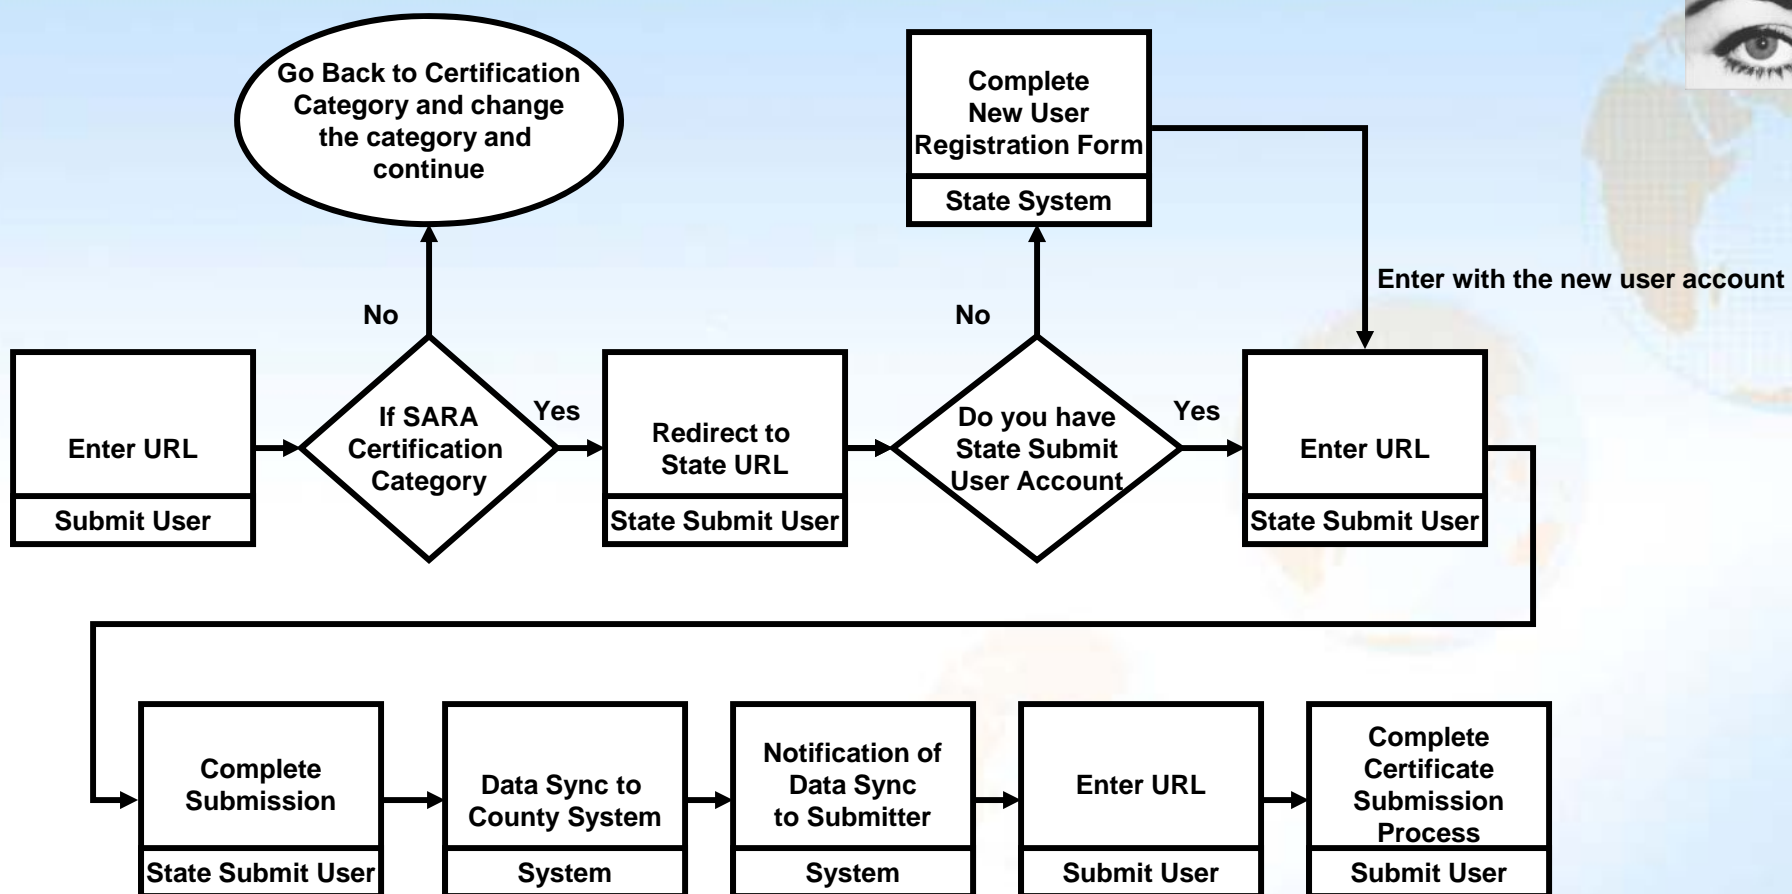 Go Back to Certification
Category and change
the category and
continue
Complete
New User
Registration Form
State System
Enter with the new user account
No
No
Enter URL
Submit User
If SARA
Certification
Category
Yes
Redirect to
State URL
State Submit User
Do you have
State Submit
User Account
Yes
Enter URL
State Submit User
Complete
Submission
State Submit User
Data Sync to
County System
System
Notification of
Data Sync
to Submitter
System
Enter URL
Submit User
Complete
Certificate
Submission
Process
Submit User